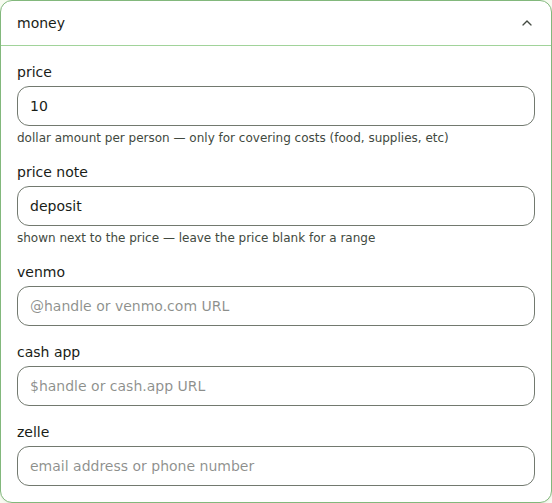 money
price
10
dollar amount per person — only for covering costs (food, supplies, etc)
price note
deposit
shown next to the price — leave the price blank for a range
venmo
@handle or venmo.com URL
cash app
$handle or cash.app URL
zelle
email address or phone number